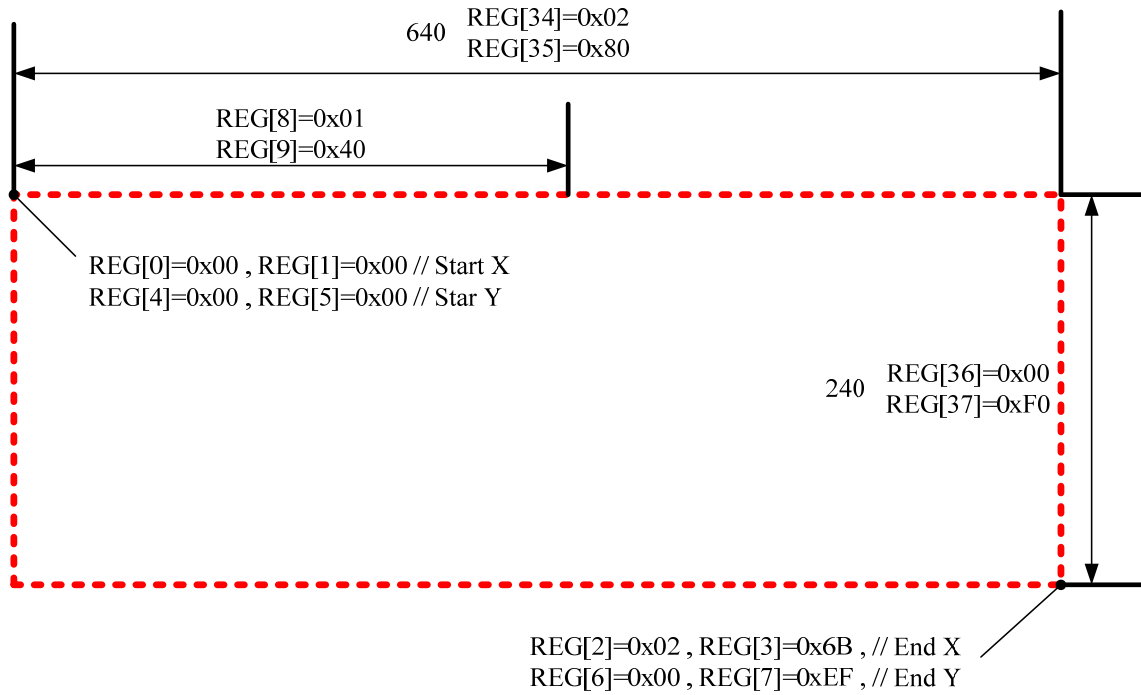 640
REG[34]=0x02
REG[35]=0x80
REG[8]=0x01
REG[9]=0x40
REG[0]=0x00 , REG[1]=0x00 // Start X
REG[4]=0x00 , REG[5]=0x00 // Star Y
240
REG[36]=0x00
REG[37]=0xF0
REG[2]=0x02 , REG[3]=0x6B , // End X
REG[6]=0x00 , REG[7]=0xEF , // End Y